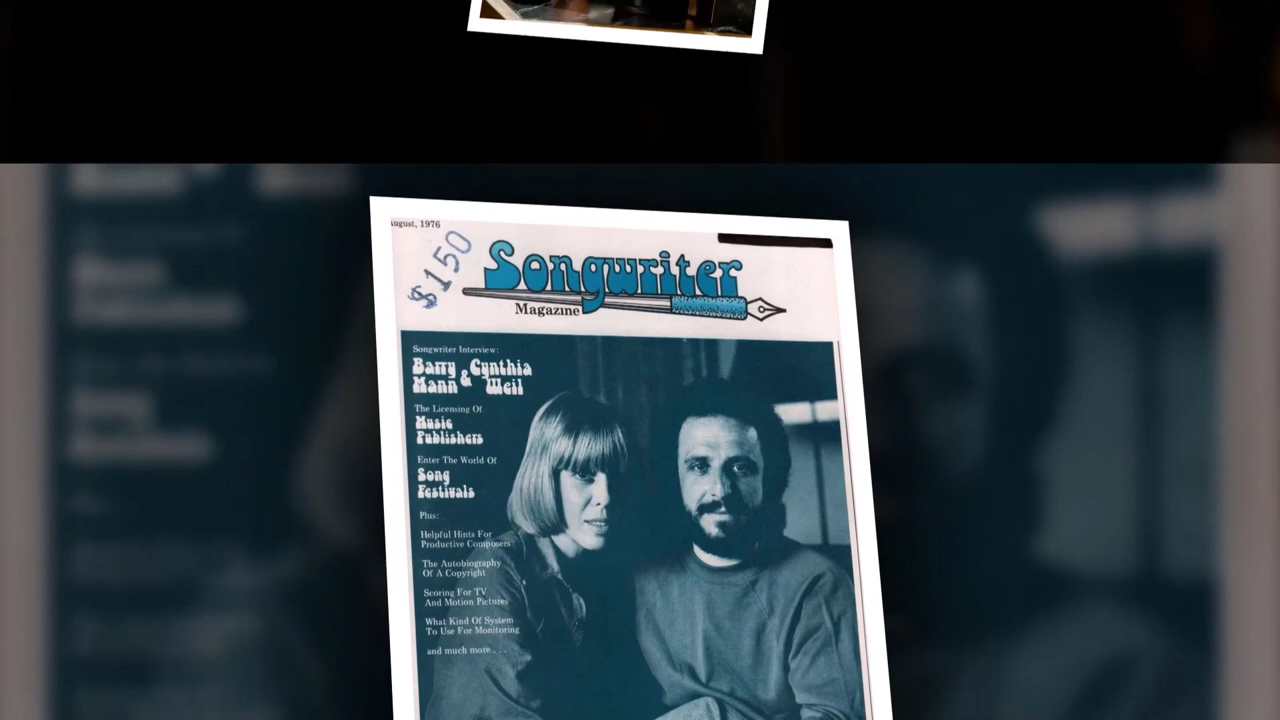 August, 1976
$150
Songwriter
Magazine
Songwriter Interview:
Barry Mann & Cynthia Weil
The Licensing Of
Music
Publishers
Enter The World Of
Song
Festivals
Plus:
Helpful Hints For
Productive Composers
The Autobiography
Of A Copyright
Scoring For TV
And Motion Pictures
What Kind Of System
To Use For Monitoring
and much more . . .